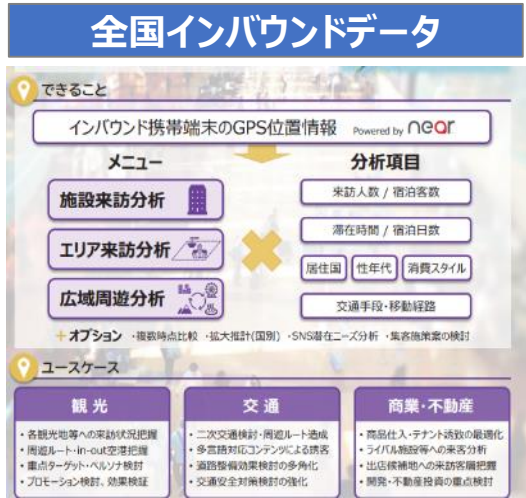 全国インバウンドデータ
できること
インバウンド携帯端末のGPS位置情報 Powered by near
メニュー
分析項目
施設来訪分析
エリア来訪分析
広域周遊分析
来訪人数 / 宿泊客数
滞在時間 / 宿泊日数
居住国 性年代 消費スタイル
交通手段・移動経路
+オプション ・複数時点比較 ・拡大推計(国別) ・SNS潜在ニーズ分析 ・集客施策案の検討
ユースケース
観光
・各観光地等への来訪状況把握
・周遊ルート・in-out空港把握
・重点ターゲット・ペルソナ検討
・プロモーション検討、効果検証
交通
・二次交通検討・周遊ルート造成
・多言語対応コンテンツによる誘客
・道路整備効果検討の多角化
・交通安全対策検討の強化
商業・不動産
・商品仕入・テナント誘致の最適化
・ライバル施設等への来客分析
・出店候補地への来訪客層把握
・開発・不動産投資の重点検討